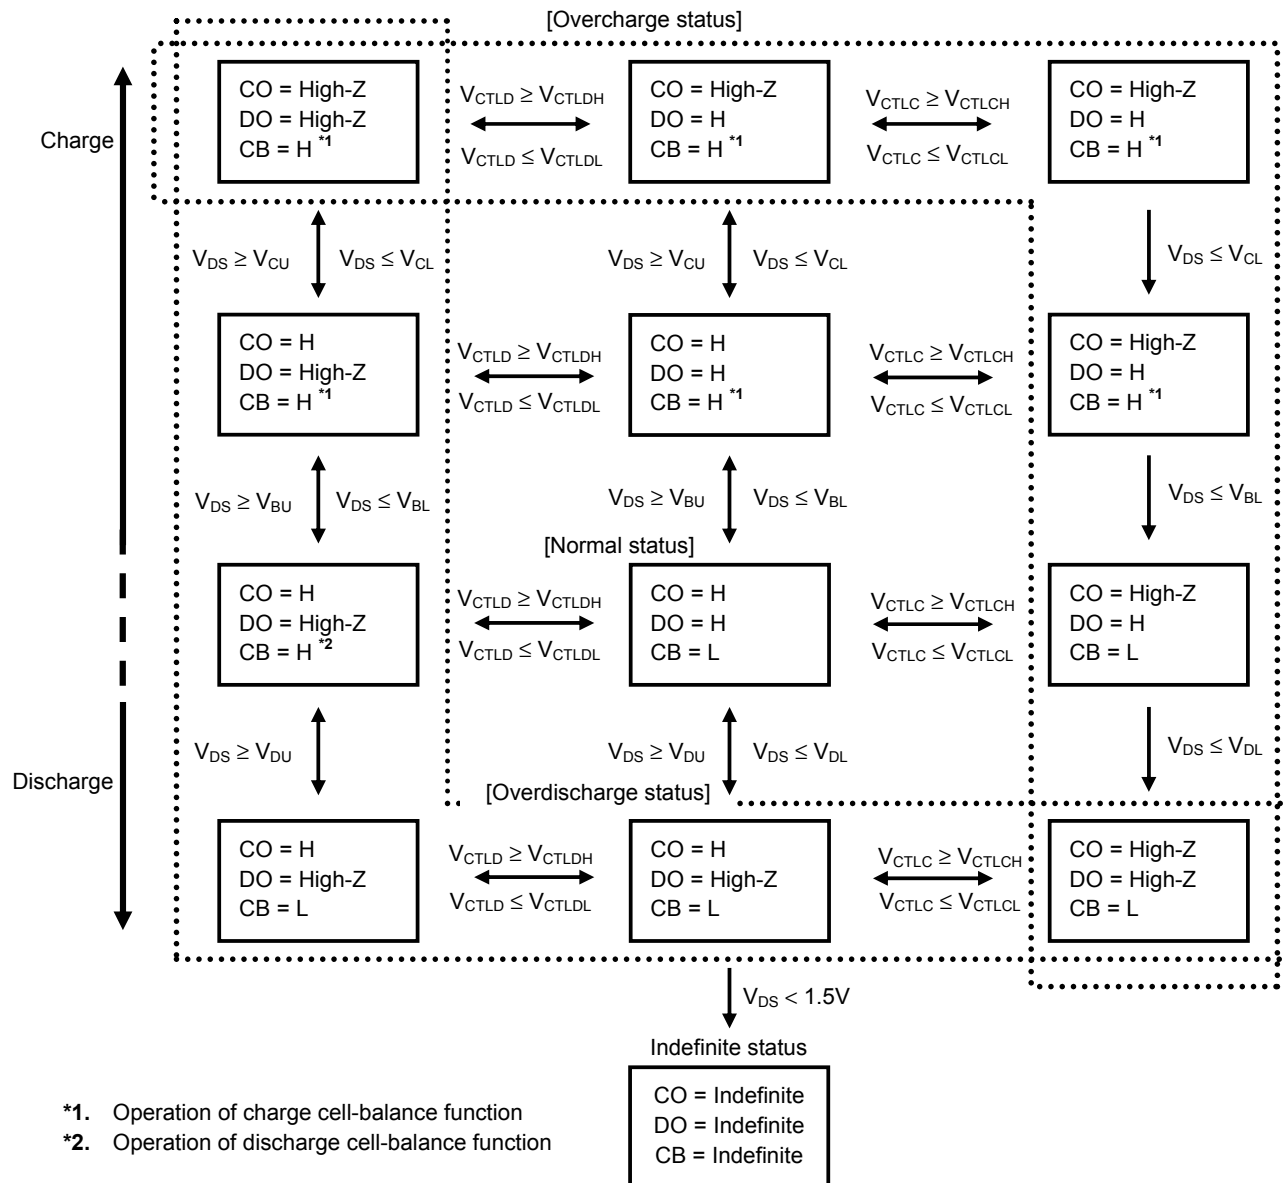 [Overcharge status]
Charge
CO = High-Z
DO = High-Z
CB = H *1
VCTLD ≥ VCTLDH
VCTLD ≤ VCTLDL
CO = High-Z
DO = H
CB = H *1
VCTLC ≥ VCTLCH
VCTLC ≤ VCTLCL
CO = High-Z
DO = H
CB = H *1
VDS ≥ VCU
VDS ≤ VCL
VDS ≥ VCU
VDS ≤ VCL
VDS ≤ VCL
CO = H
DO = High-Z
CB = H *1
VCTLD ≥ VCTLDH
VCTLD ≤ VCTLDL
CO = H
DO = H
CB = H *1
VCTLC ≥ VCTLCH
VCTLC ≤ VCTLCL
CO = High-Z
DO = H
CB = H *1
VDS ≥ VBU
VDS ≤ VBL
VDS ≥ VBU
VDS ≤ VBL
VDS ≤ VBL
[Normal status]
CO = H
DO = High-Z
CB = H *2
VCTLD ≥ VCTLDH
VCTLD ≤ VCTLDL
CO = H
DO = H
CB = L
VCTLC ≥ VCTLCH
VCTLC ≤ VCTLCL
CO = High-Z
DO = H
CB = L
VDS ≥ VDU
VDS ≥ VDU
VDS ≤ VDL
VDS ≤ VDL
Discharge
[Overdischarge status]
CO = H
DO = High-Z
CB = L
VCTLD ≥ VCTLDH
VCTLD ≤ VCTLDL
CO = H
DO = High-Z
CB = L
VCTLC ≥ VCTLCH
VCTLC ≤ VCTLCL
CO = High-Z
DO = High-Z
CB = L
VDS < 1.5V
Indefinite status
CO = Indefinite
DO = Indefinite
CB = Indefinite
*1. Operation of charge cell-balance function
*2. Operation of discharge cell-balance function